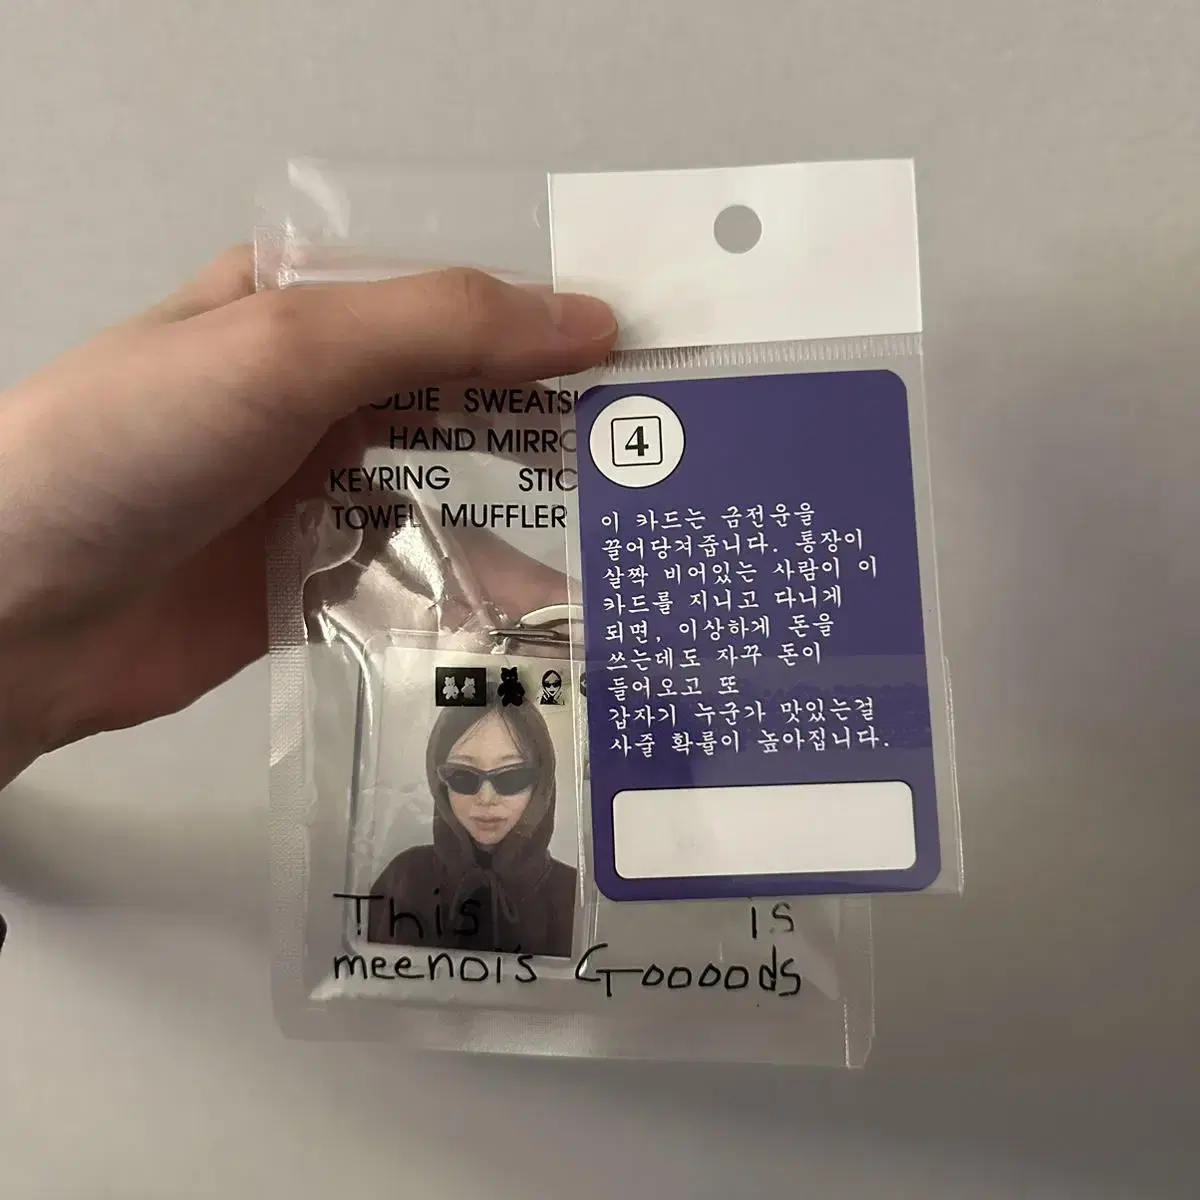 SWEATS
HAND MIRRO
KEYRING STIC
TOWEL MUFFLER
4
이 카드는 금전운을
끌어당겨줍니다. 통장이
살짝 비어있는 사람이 이
카드를 지니고 다니게
되면, 이상하게 돈을
쓰는데도 자꾸 돈이
들어오고 또
갑자기 누군가 맛있는걸
사줄 확률이 높아집니다.
This is
meenoi's Goooods